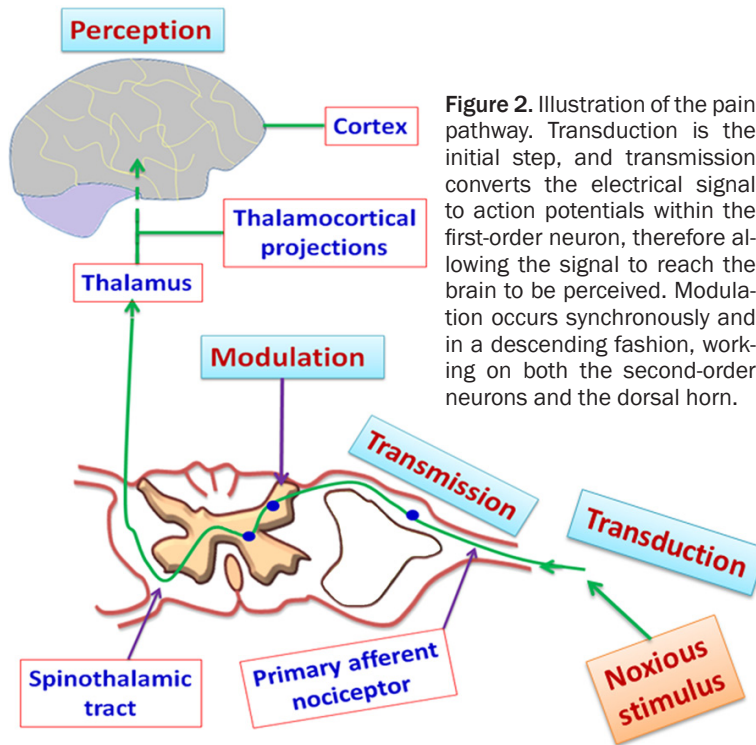 Perception
Cortex
Thalamocortical
projections
Thalamus
Figure 2. Illustration of the pain
pathway. Transduction is the
initial step, and transmission
converts the electrical signal
to action potentials within the
first-order neuron, therefore al-
lowing the signal to reach the
brain to be perceived. Modula-
tion occurs synchronously and
in a descending fashion, work-
ing on both the second-order
neurons and the dorsal horn.
Modulation
Transmission
Transduction
Spinothalamic
tract
Primary afferent
nociceptor
Noxious
stimulus